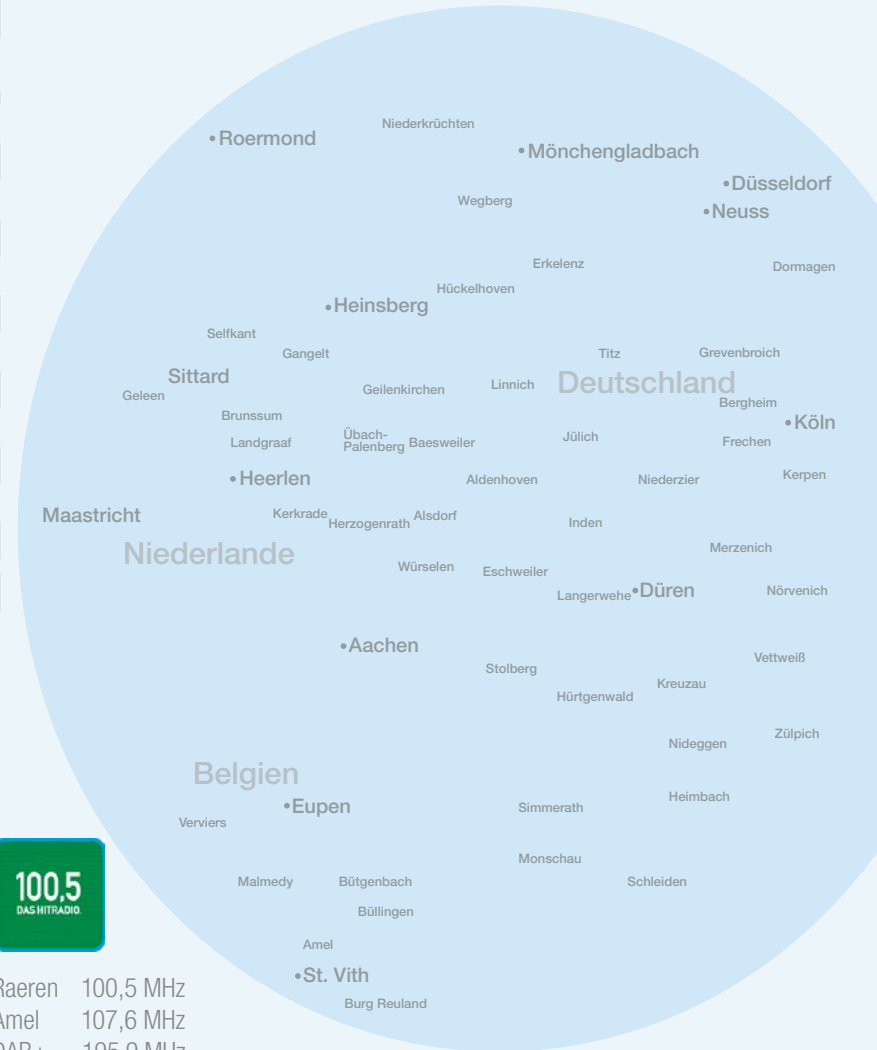 Niederkrüchten
•Roermond
•Mönchengladbach
•Düsseldorf
Wegberg
•Neuss
Erkelenz
Dormagen
Hückelhoven
•Heinsberg
Selfkant
Gangelt
Titz
Grevenbroich
Sittard
Deutschland
Linnich
Geilenkirchen
Geleen
Bergheim
Brunssum
•Köln
Übach-
Palenberg
Baesweiler
Landgraaf
Jülich
Frechen
•Heerlen
Aldenhoven
Niederzier
Kerpen
Maastricht
Kerkrade
Herzogenrath
Alsdorf
Inden
Niederlande
Merzenich
Würselen
Eschweiler
Langerwehe
•Düren
Nörvenich
•Aachen
Vettweiß
Stolberg
Kreuzau
Hürtgenwald
Zülpich
Nideggen
Belgien
Heimbach
•Eupen
Simmerath
Verviers
Monschau
Malmedy
Bütgenbach
Schleiden
100,5
DAS HITRADIO.
Büllingen
Amel
•St. Vith
Raeren 100,5 MHz
Burg Reuland
Amel 107,6 MHz